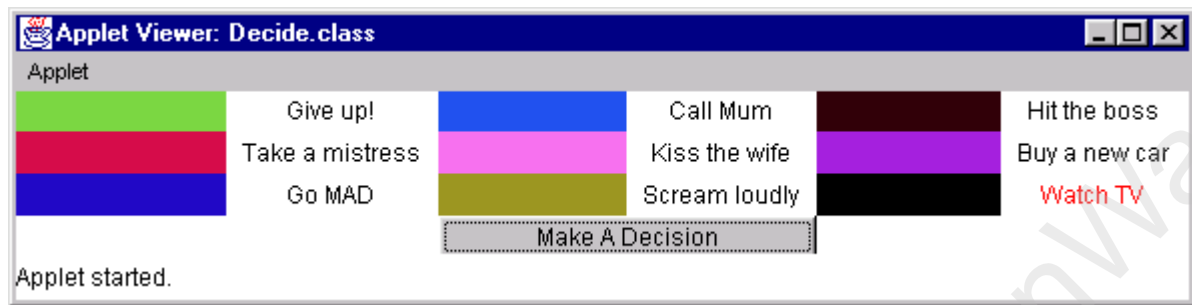 Applet Viewer: Decide.class
Applet
Give up! Call Mum Hit the boss
Take a mistress Kiss the wife Buy a new car
Go MAD Scream loudly Watch TV
Make A Decision
Applet started.